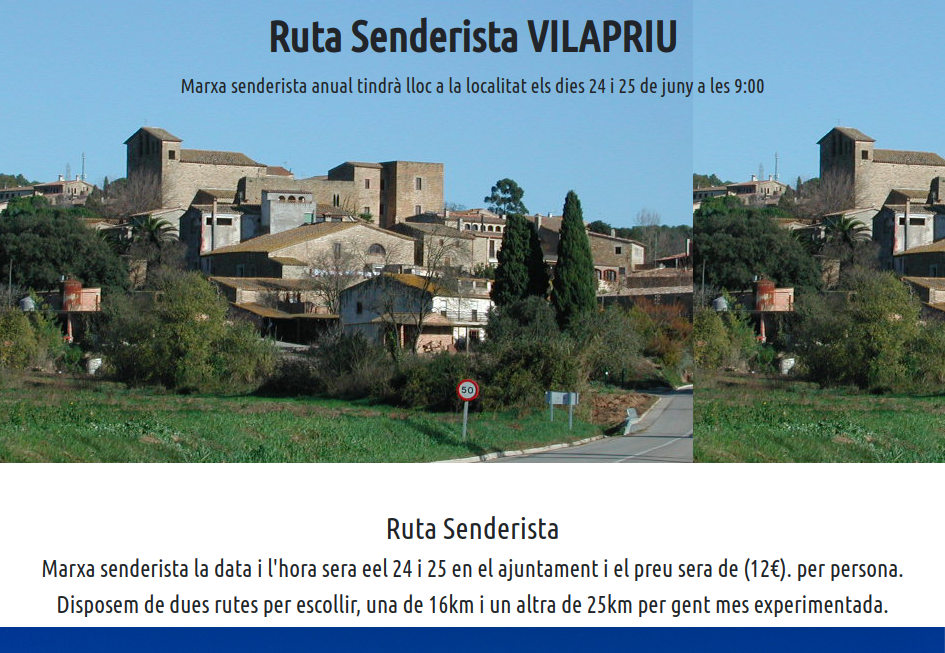 Ruta Senderista VILAPRIU
Marxa senderista anual tindrà lloc a la localitat els dies 24 i 25 de juny a les 9:00
50
Ruta Senderista
Marxa senderista la data i l'hora sera eel 24 i 25 en el ajuntament i el preu sera de (12€). per persona.
Disposem de dues rutes per escollir, una de 16km i un altra de 25km per gent mes experimentada.